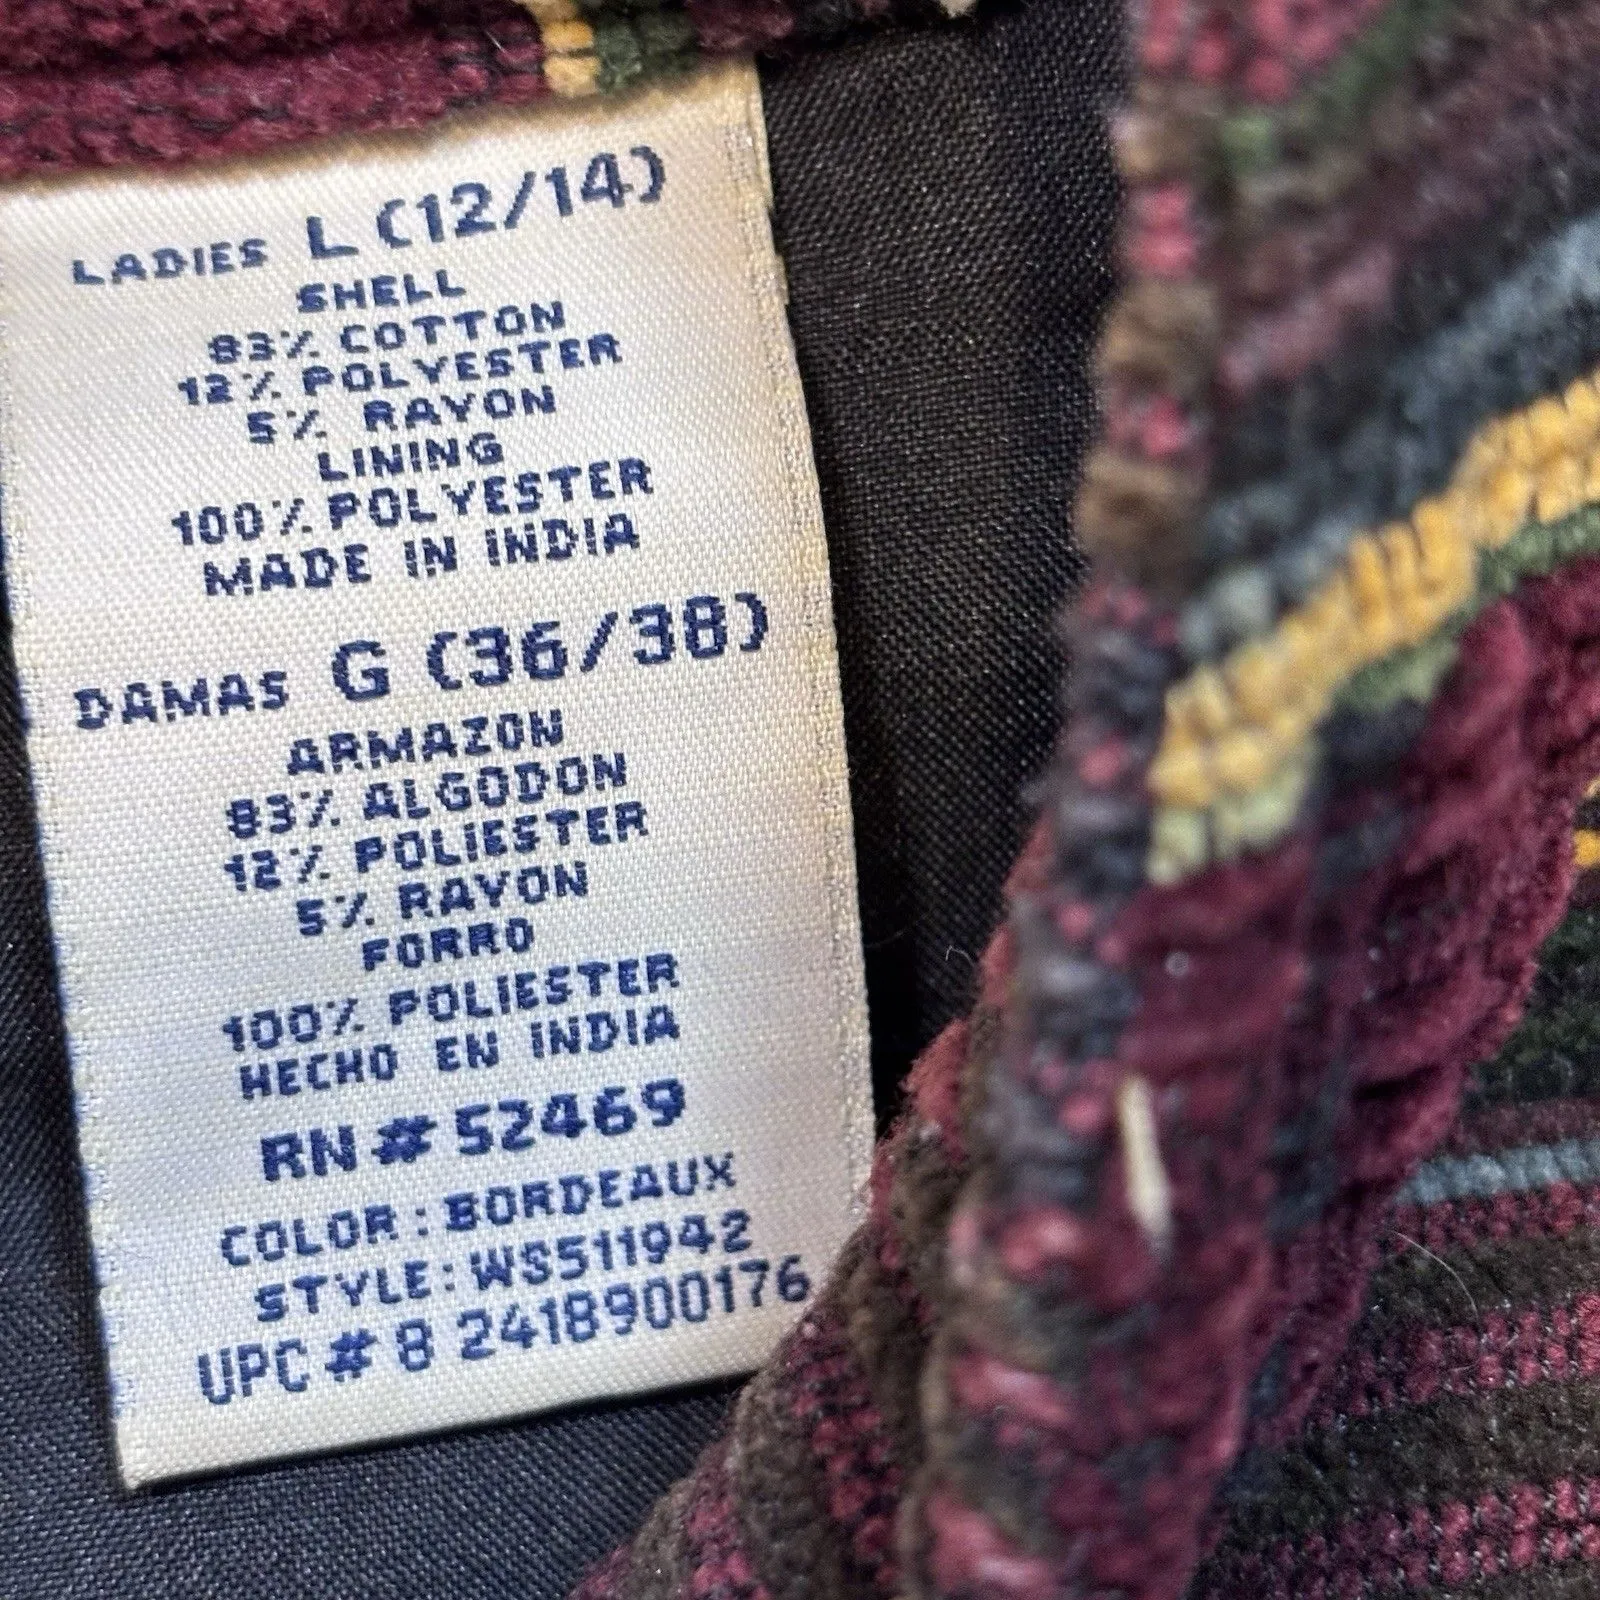 LADIES L (12/14)
SHELL
83% COTTON
12% POLYESTER
5% RAYON
LINING
100% POLYESTER
MADE IN INDIA
DAMAS G (36/38)
ARMAZON
83% ALGODON
12% POLIESTER
5% RAYON
FORRO
100% POLIESTER
HECHO EN INDIA
RN # 52469
COLOR : BORDEAUX
STYLE : WS511942
UPC # 8 2418900176